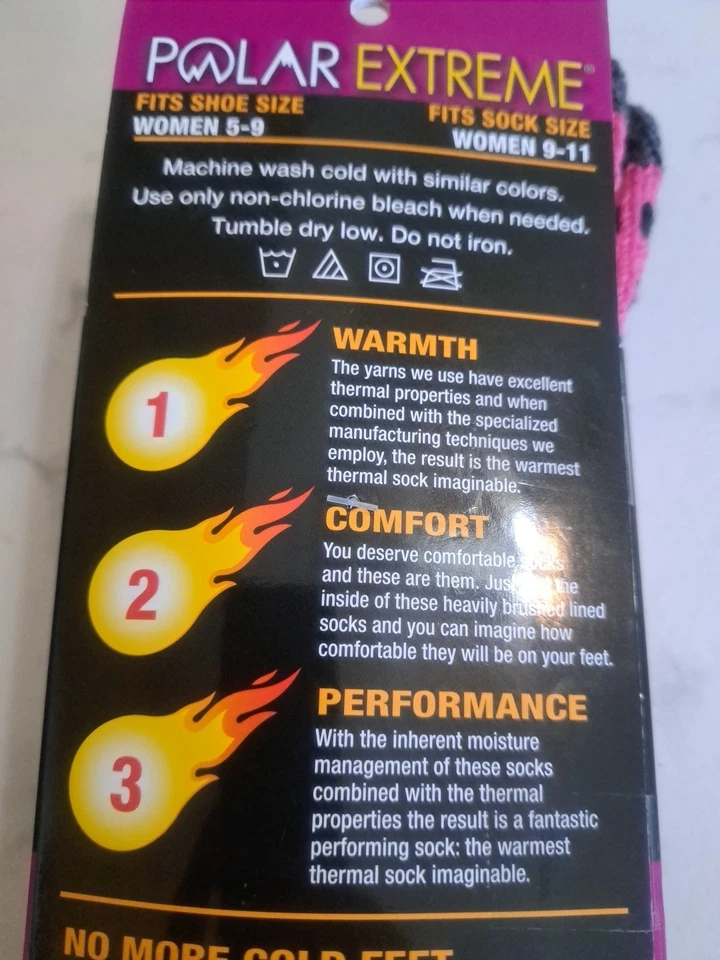 POLAR EXTREME®
FITS SHOE SIZE
WOMEN 5-9
FITS SOCK SIZE
WOMEN 9-11
Machine wash cold with similar colors.
Use only non-chlorine bleach when needed.
Tumble dry low. Do not iron.
1
WARMTH
The yarns we use have excellent
thermal properties and when
combined with the specialized
manufacturing techniques we
employ, the result is the warmest
thermal sock imaginable.
2
COMFORT
You deserve comfortable
and these are them. the
inside of these heavily brushed lined
socks and you can imagine how
comfortable they will be on your feet.
3
PERFORMANCE
With the inherent moisture
management of these socks
combined with the thermal
properties the result is a fantastic
performing sock: the warmest
thermal sock imaginable.
NO MORE COLD FEET